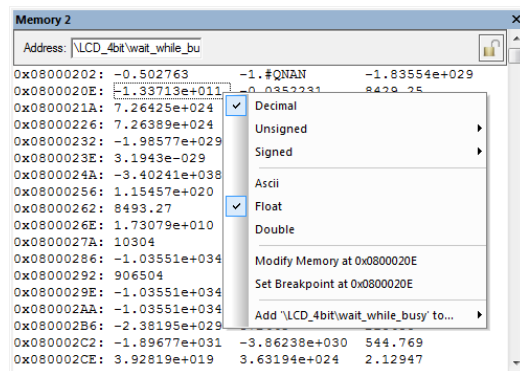 Memory 2
Address: \LCD_4bit\wait_while_bu
0x08000202: -0.502763 -1.#QNAN -1.83554e+029
0x0800020E: -1.33713e+011 -0.0352231 8429.25
0x0800021A: 7.26425e+024
0x08000226: 7.26389e+024
0x08000232: -1.98577e+029
0x0800023E: 3.1943e-029
0x0800024A: -3.40241e+038
0x08000256: 1.15457e+020
0x08000262: 8493.27
0x0800026E: 1.73079e+010
0x0800027A: 10304
0x08000286: -1.03551e+034
0x08000292: 906504
0x0800029E: -1.03551e+034
0x080002AA: -1.03551e+034
0x080002B6: -2.38195e+029
0x080002C2: -1.89677e+031 -3.86238e+030 544.769
0x080002CE: 3.92819e+019 3.63194e+024 2.12947
Decimal
Unsigned
Signed
Ascii
Float
Double
Modify Memory at 0x0800020E
Set Breakpoint at 0x0800020E
Add '\LCD_4bit\wait_while_busy' to...